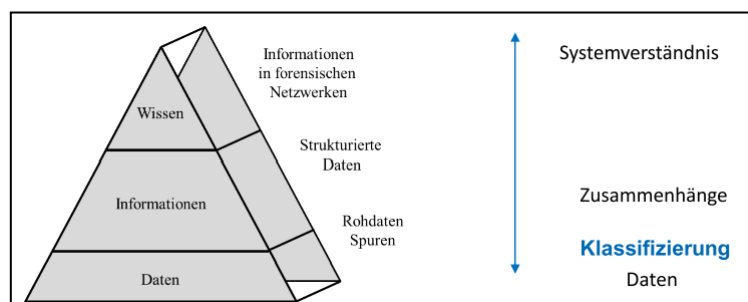 Informationen
in forensischen
Netzwerken
Wissen
Strukturierte
Daten
Informationen
Rohdaten
Spuren
Daten
Systemverständnis
Zusammenhänge
Klassifizierung
Daten